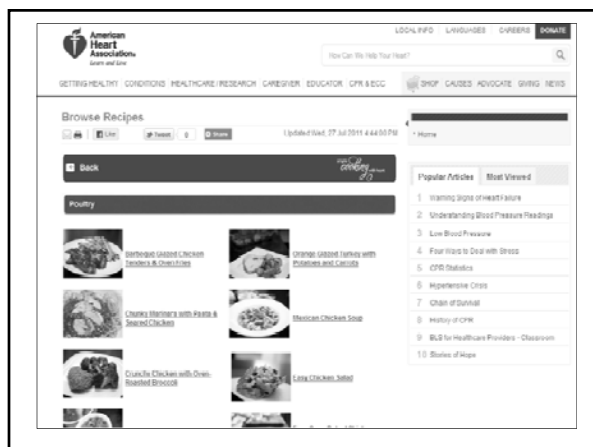 LOCAL INFO LANGUAGES CAREERS DONATE
American
Heart
Association®
Learn and Live
How Can We Help Your Heart?
GETTING HEALTHY CONDITIONS HEALTHCARE / RESEARCH CAREGIVER EDUCATOR CPR & ECC SHOP CAUSES ADVOCATE GIVING NEWS
Browse Recipes
Like Tweet 0 Share Updated:Wed, 27 Jul 2011 4:44:00 PM
Home
Back
cooking
Poultry
Barbeque Glazed Chicken
Tenders & Oven Fries
Orange Glazed Turkey with
Potatoes and Carrots
Chunky Marinara with Pasta &
Seared Chicken
Mexican Chicken Soup
Crunchy Chicken with Oven-
Roasted Broccoli
Easy Chicken Salad
Popular Articles Most Viewed
1 Warning Signs of Heart Failure
2 Understanding Blood Pressure Readings
3 Low Blood Pressure
4 Four Ways to Deal with Stress
5 CPR Statistics
6 Hypertensive Crisis
7 Chain of Survival
8 History of CPR
9 BLS for Healthcare Providers - Classroom
10 Stories of Hope